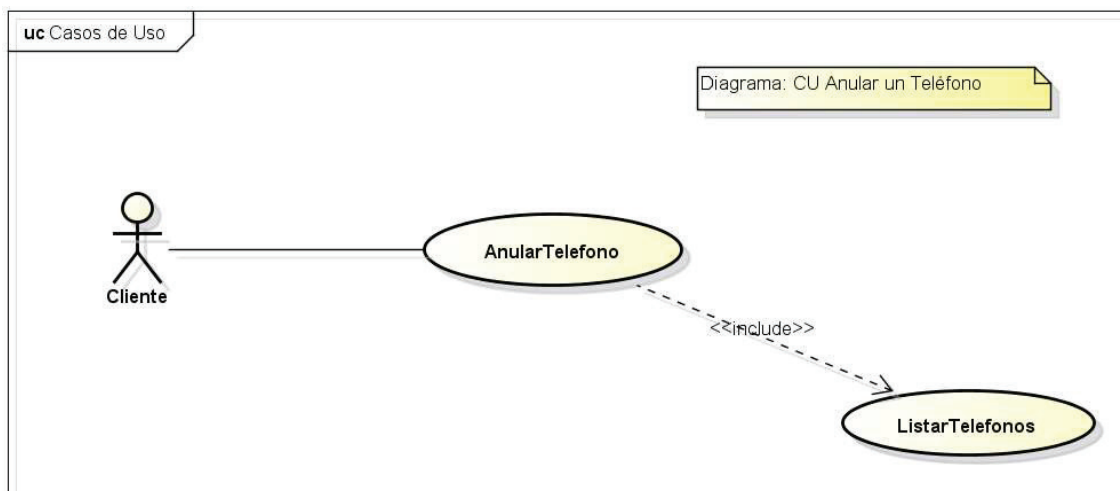 uc Casos de Uso
Diagrama: CU Anular un Teléfono
AnularTelefono
Cliente
<<include>>
ListarTelefonos